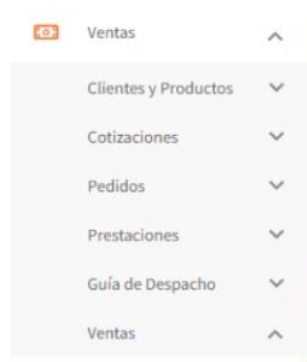 Ventas
Clientes y Productos
Cotizaciones
Pedidos
Prestaciones
Guía de Despacho
Ventas